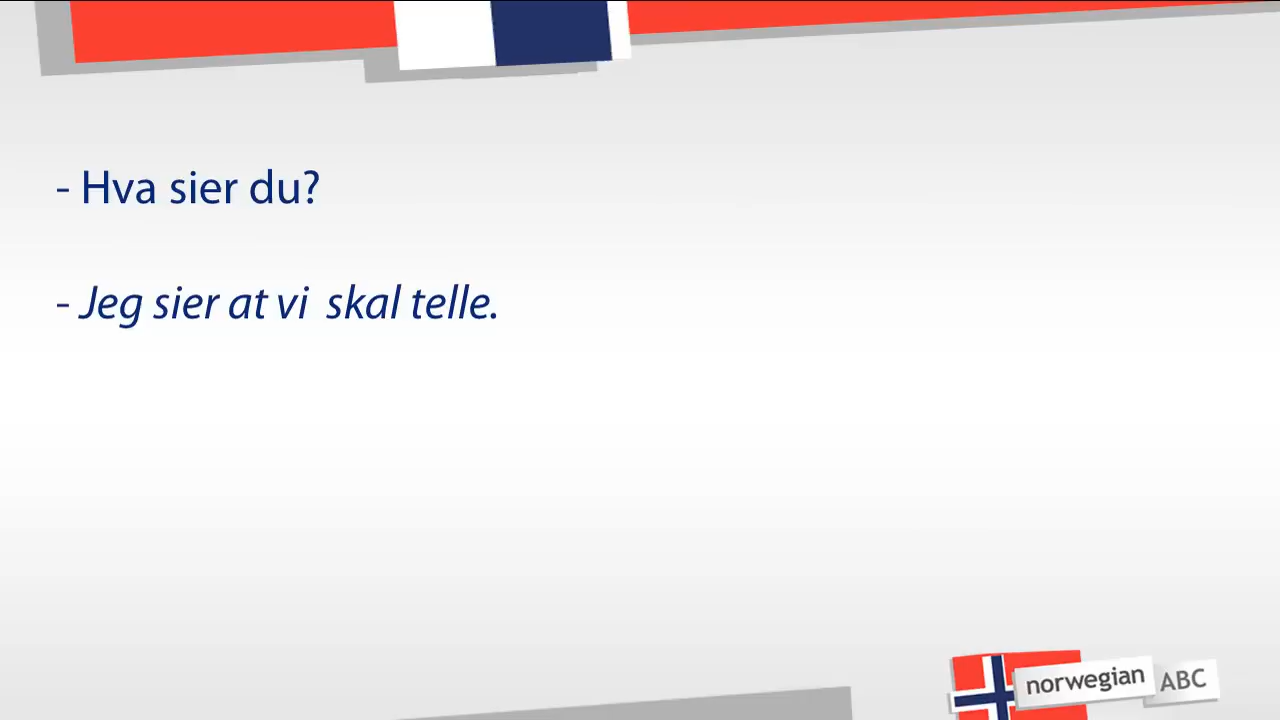 - Hva sier du?
- Jeg sier at vi  skal telle.
norwegian ABC